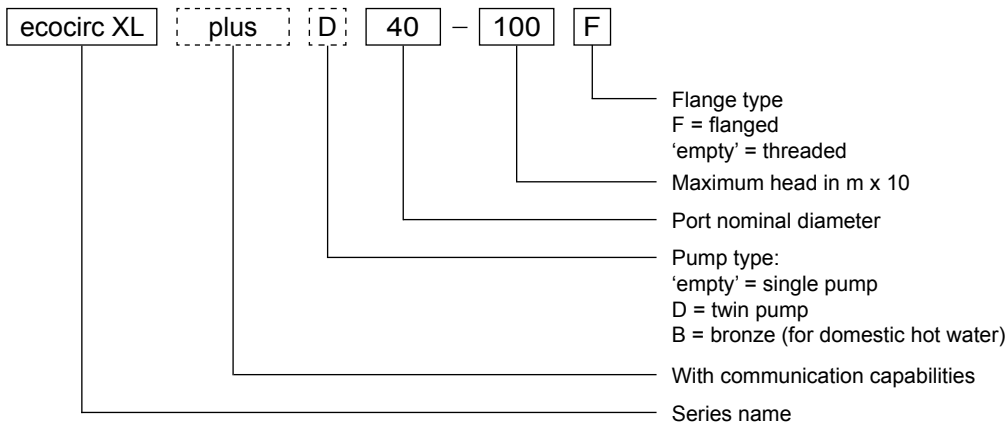 ecocirc XL plus D 40 – 100 F
Flange type
F = flanged
‘empty’ = threaded
Maximum head in m x 10
Port nominal diameter
Pump type:
‘empty’ = single pump
D = twin pump
B = bronze (for domestic hot water)
With communication capabilities
Series name